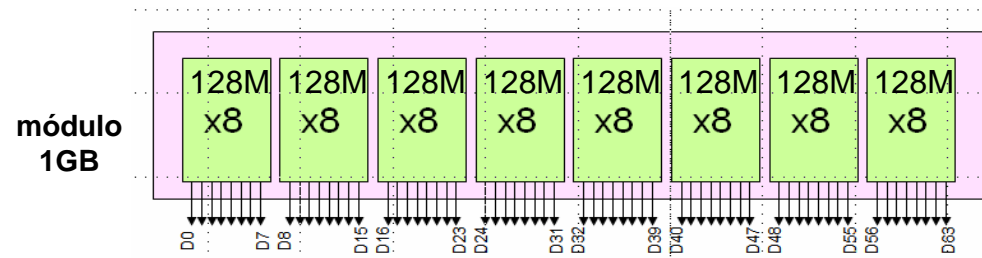 módulo
1GB
128M
x8
128M
x8
128M
x8
128M
x8
128M
x8
128M
x8
128M
x8
128M
x8
D0
D7
D8
D15
D16
D23
D24
D31
D32
D39
D40
D47
D48
D55
D56
D63